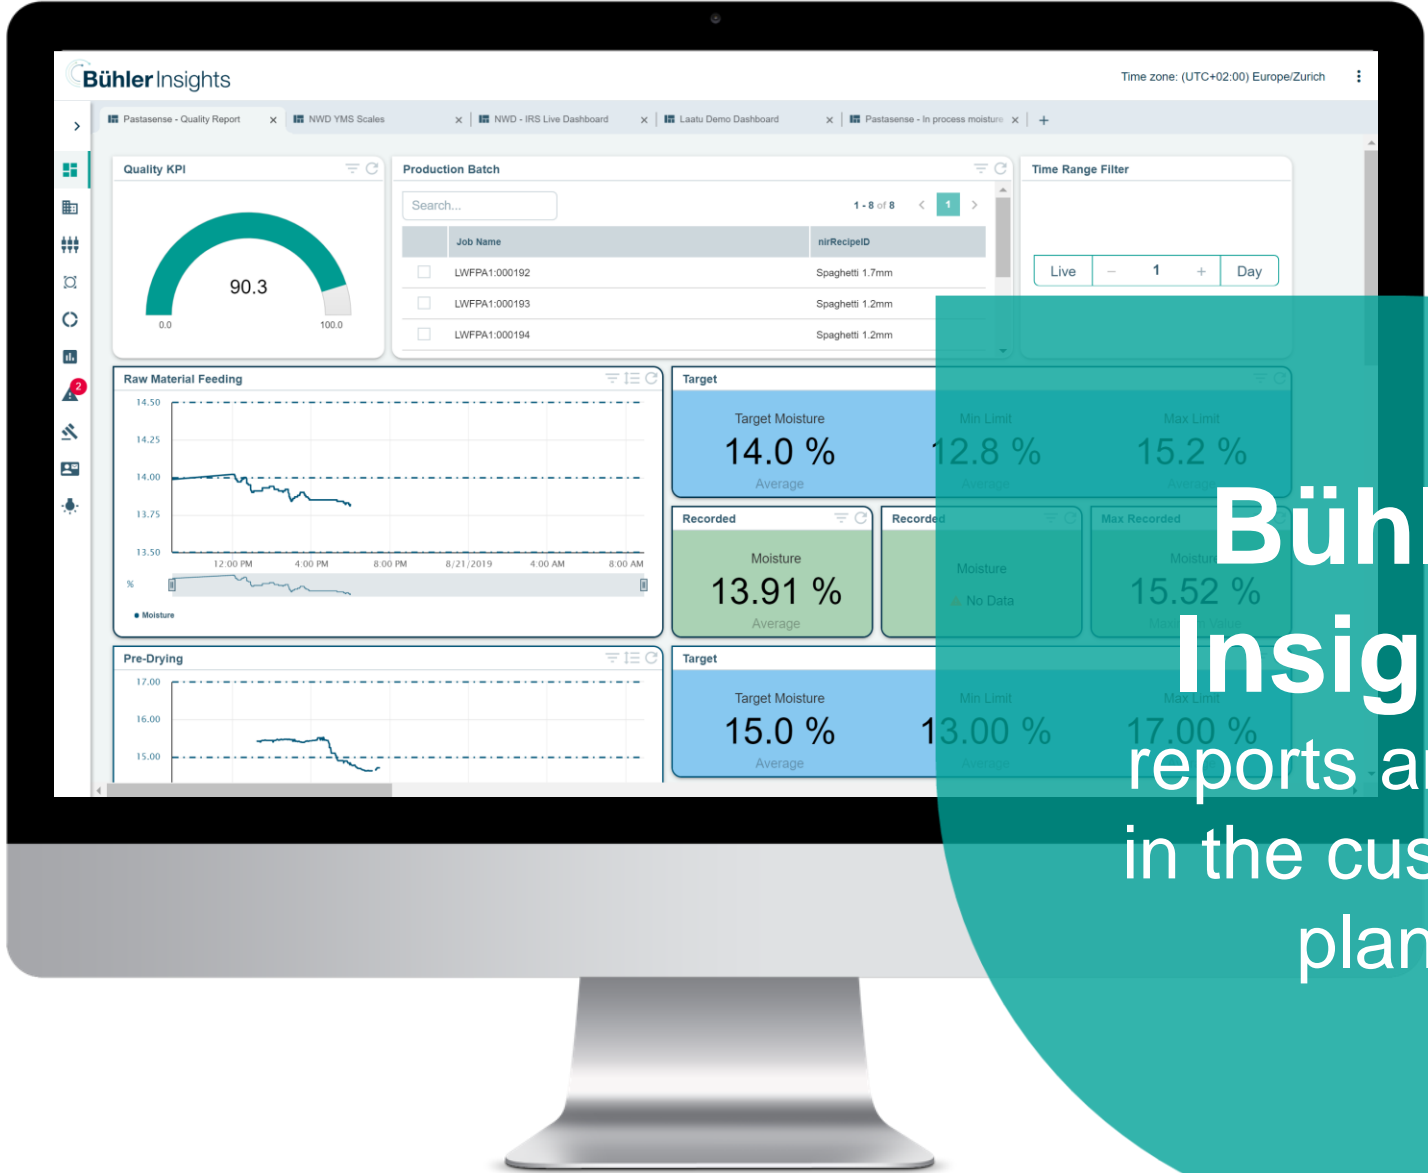 Bühler Insights
Time zone: (UTC+02:00) Europe/Zurich
Pastasense - Quality Report
NWD YMS Scales
NWD - IRS Live Dashboard
Laatu Demo Dashboard
Pastasense - In process moisture
2
Quality KPI
90.3
0.0
100.0
Production Batch
Search...
1 - 8 of 8
1
Job Name
nirRecipeID
LWFPA1:000192
Spaghetti 1.7mm
LWFPA1:000193
Spaghetti 1.2mm
LWFPA1:000194
Spaghetti 1.2mm
Time Range Filter
Live
1
Day
Raw Material Feeding
14.50
14.25
14.00
13.75
13.50
12:00 PM
4:00 PM
8:00 PM
8/21/2019
4:00 AM
8:00 AM
%
Moisture
Target
Target Moisture
14.0 %
Average
Min Limit
12.8 %
Average
Max Limit
15.2 %
Average
Recorded
Moisture
13.91 %
Average
Recorded
Moisture
No Data
Max Recorded
Moisture
15.52 %
Pre-Drying
17.00
16.00
15.00
Target
Target Moisture
15.0 %
Average
Min Limit
13.00 %
Average
Max Limit
17.00 %
Average
Büh
Insig
reports a
in the cus
plan